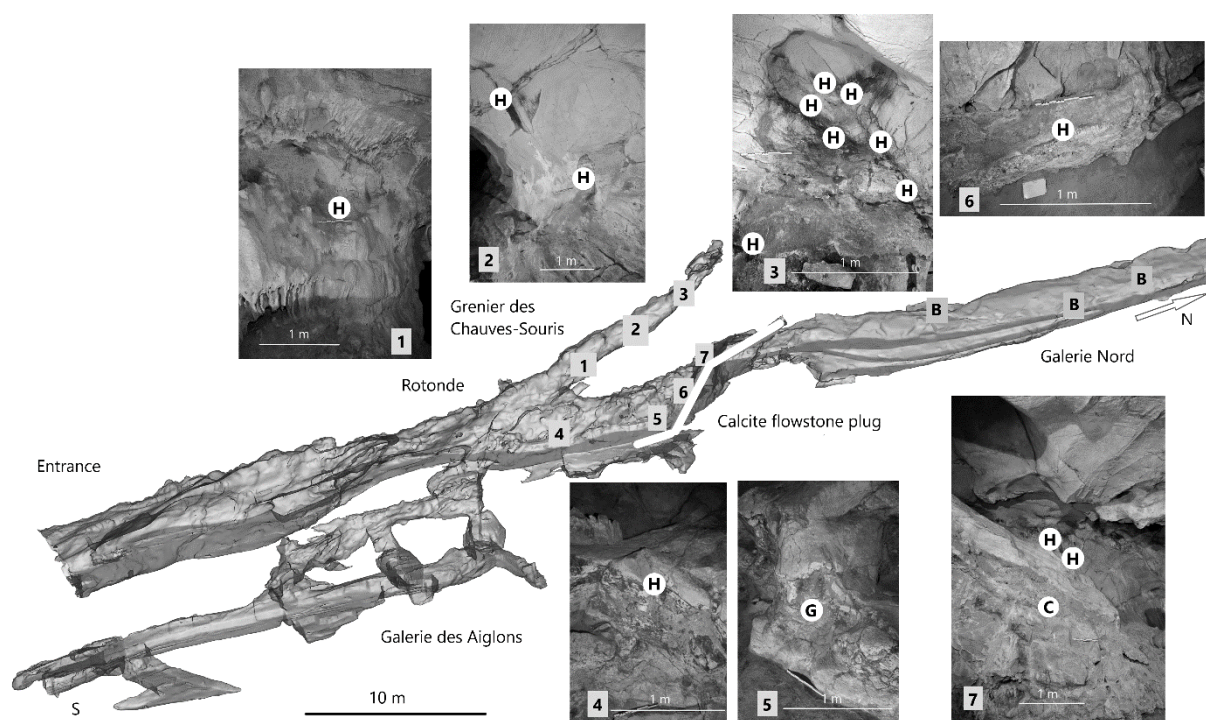 H
1 m
1
H
H
2
1 m
H
H
H
H
H
H
H
3
1 m
H
6
1 m
Grenier des
Chauves-Souris
3
2
1
B
B
B
N
Galerie Nord
Rotonde
7
6
5
4
Calcite flowstone plug
Entrance
Galerie des Aiglons
10 m
S
H
4
1 m
G
5
1 m
H
H
C
7
1 m